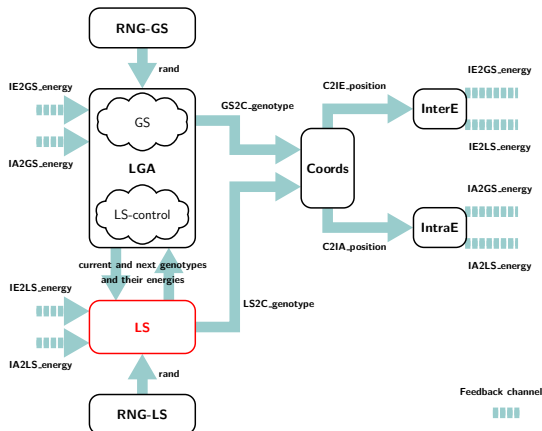 RNG-GS
rand
IE2GS_energy
IA2GS_energy
GS
LGA
LS-control
GS2C_genotype
C2IE_position
IE2GS_energy
InterE
IE2LS_energy
Coords
IA2GS_energy
IntraE
IA2LS_energy
C2IA_position
current and next genotypes
and their energies
IE2LS_energy
IA2LS_energy
LS
LS2C_genotype
rand
RNG-LS
Feedback channel